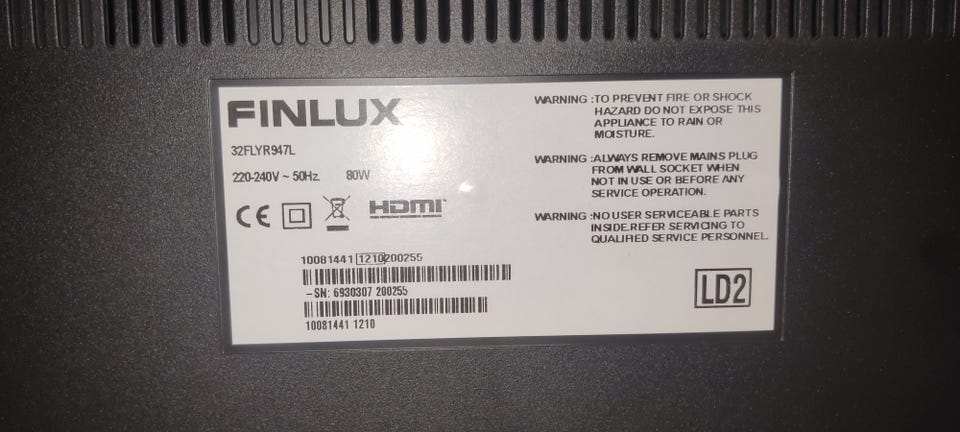 FINLUX
32FLYR947L
220-240V ~ 50Hz. 80W
CE HDMI
10081441 1210 200255
-SN: 6930307 200255
10081441 1210
WARNING :TO PREVENT FIRE OR SHOCK
HAZARD DO NOT EXPOSE THIS
APPLIANCE TO RAIN OR
MOISTURE.
WARNING :ALWAYS REMOVE MAINS PLUG
FROM WALL SOCKET WHEN
NOT IN USE OR BEFORE ANY
SERVICE OPERATION.
WARNING :NO USER SERVICEABLE PARTS
INSIDE.REFER SERVICING TO
QUALIFIED SERVICE PERSONNEL.
LD2